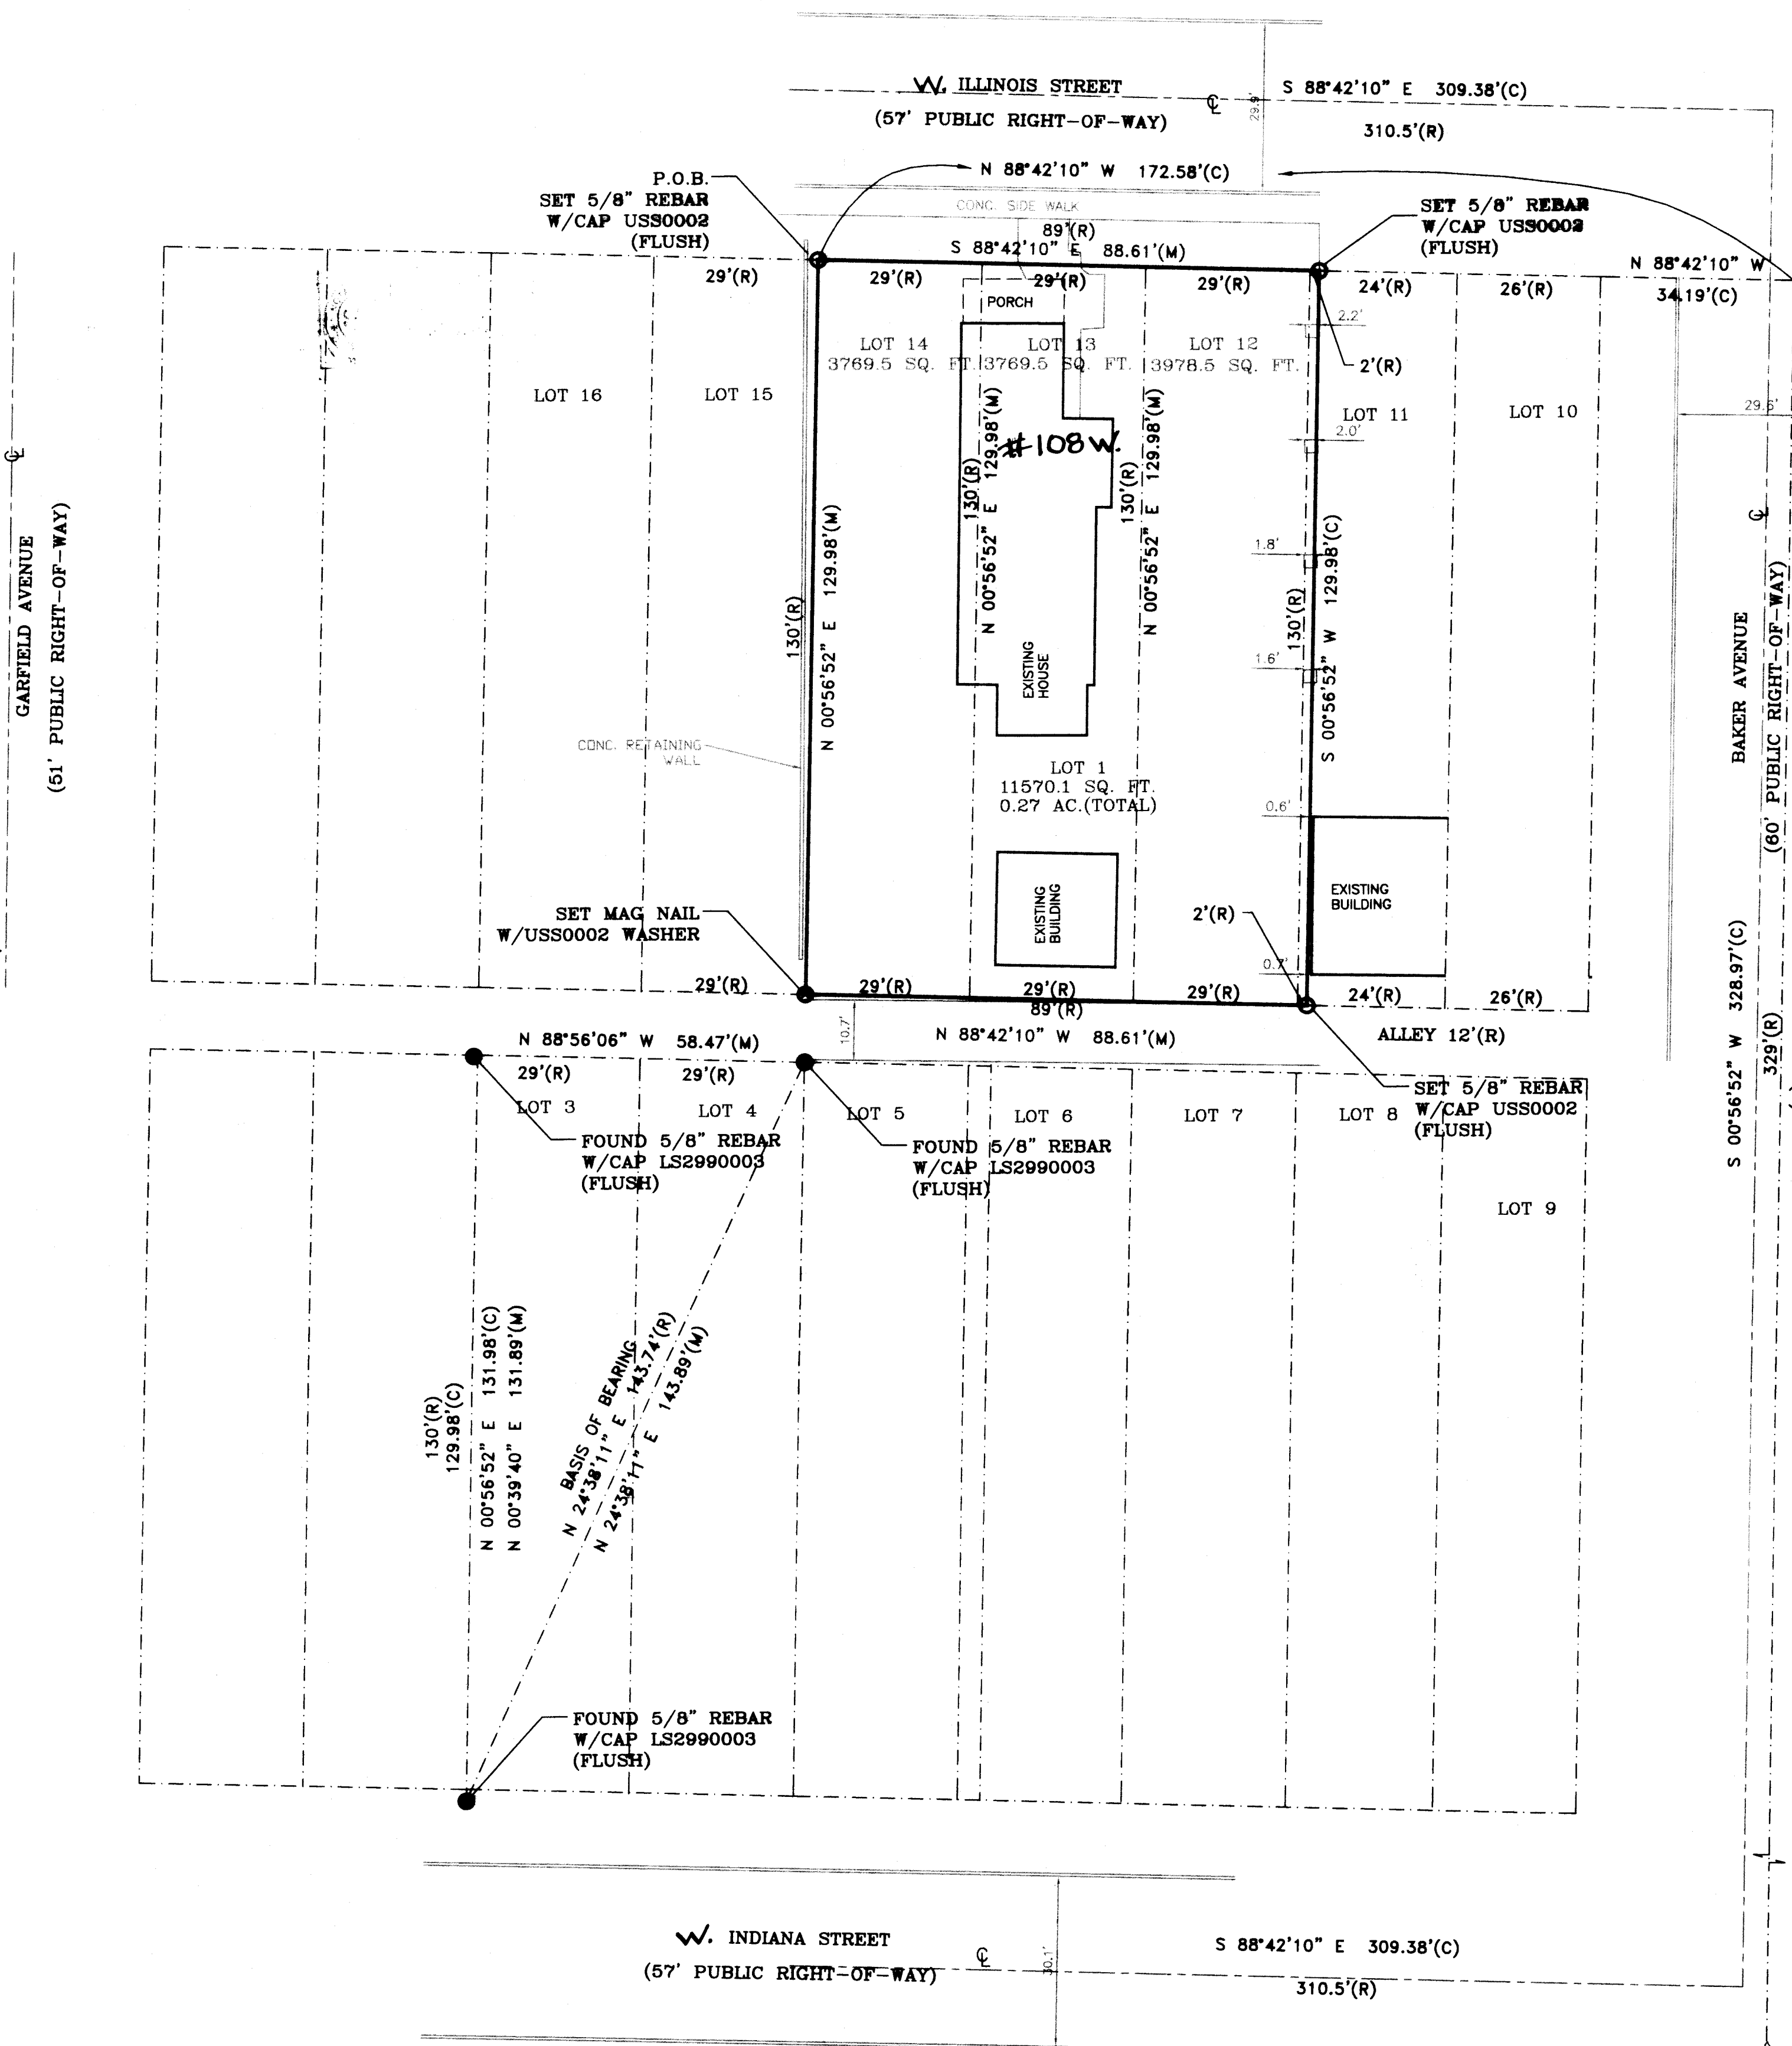 W. ILLINOIS STREET
(57' PUBLIC RIGHT-OF-WAY)
℄
29.9'
S 88°42'10" E 309.38'(C)
310.5'(R)
N 88°42'10" W 172.58'(C)
P.O.B.
SET 5/8" REBAR
W/CAP USS0002
(FLUSH)
CONC. SIDE WALK
89'(R)
S 88°42'10" E 88.61'(M)
SET 5/8" REBAR
W/CAP USS0002
(FLUSH)
N 88°42'10" W
34.19'(C)
29'(R)
29'(R)
29'(R)
29'(R)
24'(R)
26'(R)
PORCH
2.2'
2'(R)
LOT 16
LOT 15
LOT 14
3769.5 SQ. FT.
LOT 13
3769.5 SQ. FT.
LOT 12
3978.5 SQ. FT.
LOT 11
LOT 10
29.6'
2.0'
#108 W.
℄
GARFIELD AVENUE
(51' PUBLIC RIGHT-OF-WAY)
130'(R)
N 00°56'52" E 129.98'(M)
130'(R)
N 00°56'52" E 129.98'(M)
130'(R)
N 00°56'52" E 129.98'(M)
1.8'
1.6'
130'(R)
S 00°56'52" W 129.98'(C)
℄
BAKER AVENUE
(60' PUBLIC RIGHT-OF-WAY)
EXISTING
HOUSE
CONC. RETAINING
WALL
LOT 1
11570.1 SQ. FT.
0.27 AC.(TOTAL)
0.6'
EXISTING
BUILDING
EXISTING
BUILDING
SET MAG NAIL
W/USS0002 WASHER
2'(R)
0.7'
29'(R)
29'(R)
29'(R)
29'(R)
24'(R)
26'(R)
89'(R)
10.7'
N 88°42'10" W 88.61'(M)
ALLEY 12'(R)
S 00°56'52" W 328.97'(C)
329'(R)
N 88°56'06" W 58.47'(M)
29'(R)
29'(R)
LOT 3
LOT 4
LOT 5
LOT 6
LOT 7
LOT 8
SET 5/8" REBAR
W/CAP USS0002
(FLUSH)
FOUND 5/8" REBAR
W/CAP LS2990003
(FLUSH)
FOUND 5/8" REBAR
W/CAP LS2990003
(FLUSH)
LOT 9
130'(R)
129.98'(C)
N 00°56'52" E 131.98'(C)
N 00°39'40" E 131.89'(M)
BASIS OF BEARING
N 24°38'11" E 143.74'(R)
N 24°38'11" E 143.89'(M)
FOUND 5/8" REBAR
W/CAP LS2990003
(FLUSH)
W. INDIANA STREET
(57' PUBLIC RIGHT-OF-WAY)
℄
30.1'
S 88°42'10" E 309.38'(C)
310.5'(R)